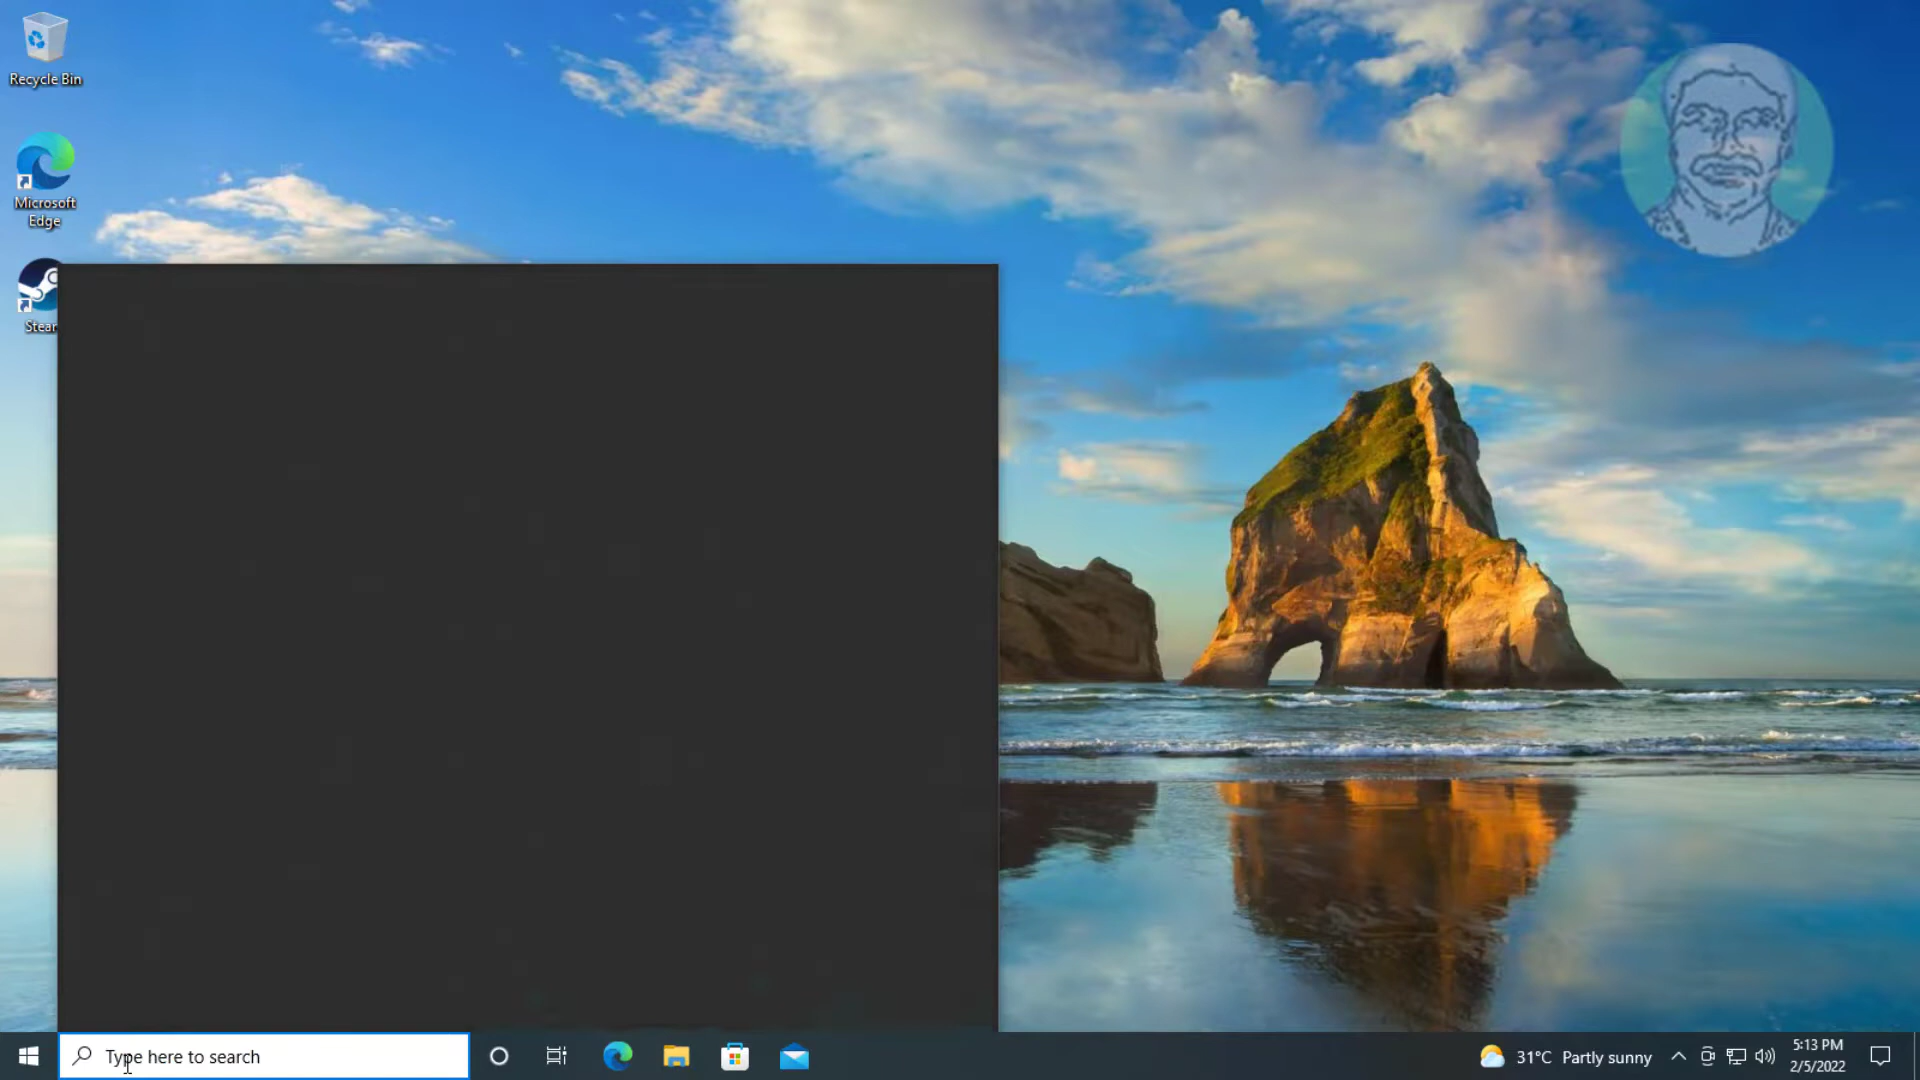 Recycle Bin
Microsoft
Edge
Stear
Type here to search
31°C Partly sunny
5:13 PM
2/5/2022